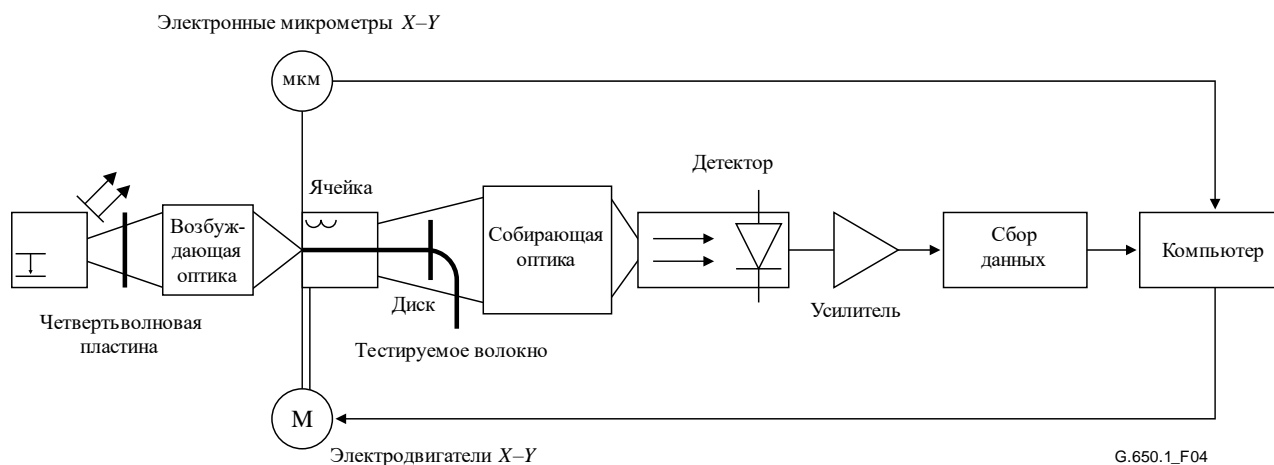 Электронные микрометры X–Y
мкм
Детектор
Ячейка
Возбуж-
дающая
оптика
Собирающая
оптика
Сбор
данных
Компьютер
Диск
Усилитель
Четвертьволновая
пластина
Тестируемое волокно
М
Электродвигатели X–Y
G.650.1_F04